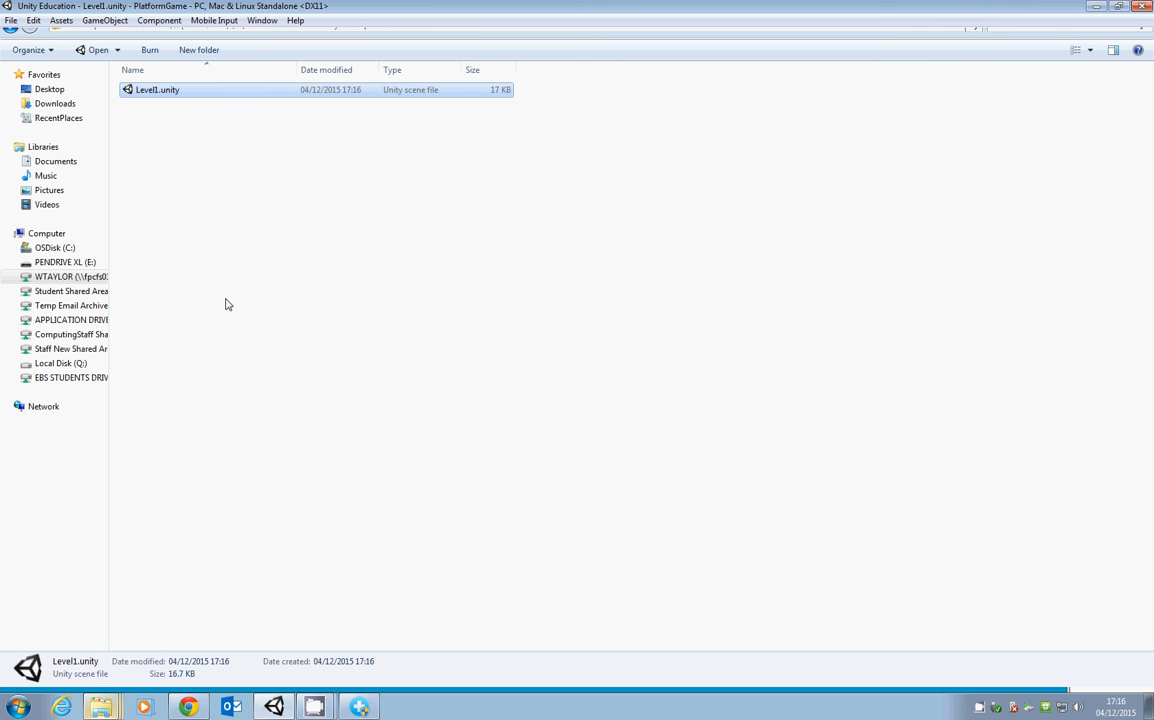 Unity Education - Level1.unity - PlatformGame - PC, Mac & Linux Standalone <DX11>
File Edit Assets GameObject Component Mobile Input Window Help
Organize Open Burn New folder
Name Date modified Type Size
Level1.unity 04/12/2015 17:16 Unity scene file 17 KB
Favorites
Desktop
Downloads
RecentPlaces
Libraries
Documents
Music
Pictures
Videos
Computer
OSDisk (C:)
PENDRIVE XL (E:)
WTAYLOR (\\fpcfs0
Student Shared Area
Temp Email Archive
APPLICATION DRIVE
ComputingStaff Sha
Staff New Shared Ar
Local Disk (Q:)
EBS STUDENTS DRIV
Network
Level1.unity Date modified: 04/12/2015 17:16 Date created: 04/12/2015 17:16
Unity scene file Size: 16.7 KB
17:16
04/12/2015